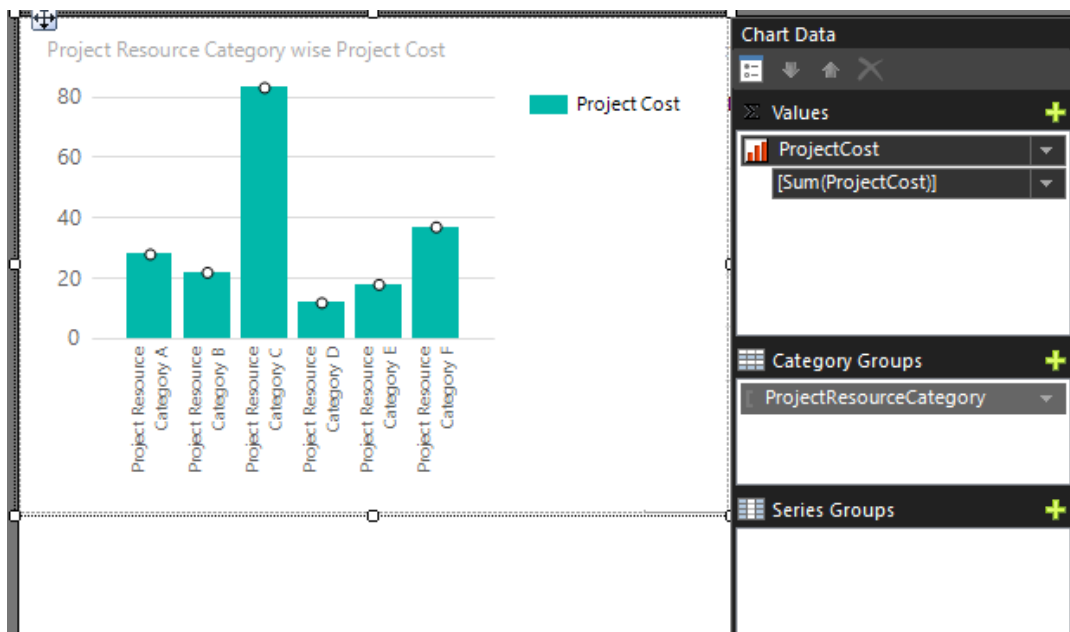 Project Resource Category wise Project Cost
80
60
40
20
0
Project Resource
Category A
Project Resource
Category B
Project Resource
Category C
Project Resource
Category D
Project Resource
Category E
Project Resource
Category F
Project Cost
Chart Data
Σ Values
ProjectCost
[Sum(ProjectCost)]
Category Groups
ProjectResourceCategory
Series Groups